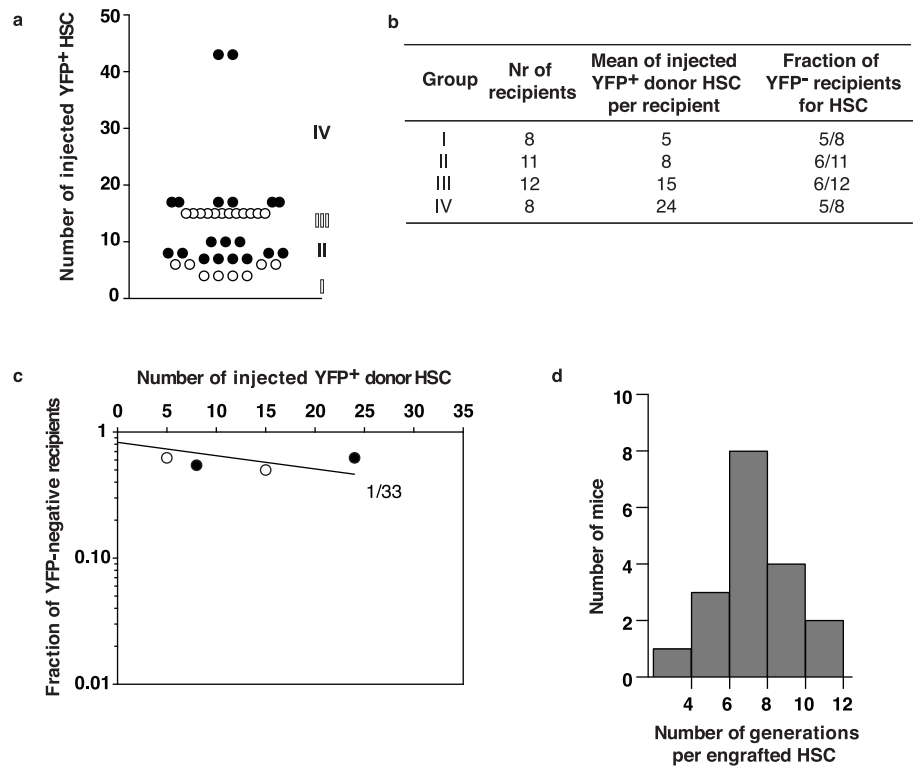 a
Number of injected YFP+ HSC
50
40
30
20
10
0
IV
III
II
I
b
Group
Nr of
recipients
Mean of injected
YFP+ donor HSC
per recipient
Fraction of
YFP- recipients
for HSC
I 8 5 5/8
II 11 8 6/11
III 12 15 6/12
IV 8 24 5/8
c
Number of injected YFP+ donor HSC
0 5 10 15 20 25 30 35
Fraction of YFP-negative recipients
1
0.10
0.01
1/33
d
Number of mice
10
8
6
4
2
0
4 6 8 10 12
Number of generations
per engrafted HSC